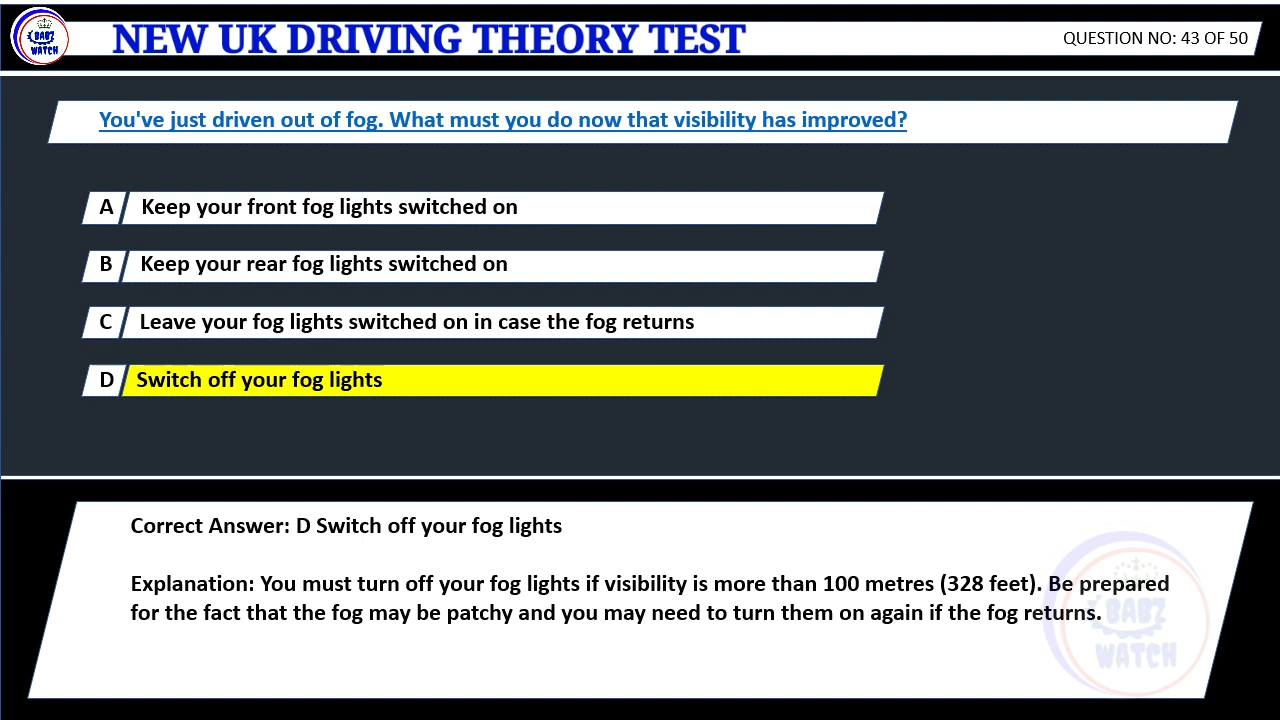 BABZ
WATCH
NEW UK DRIVING THEORY TEST
QUESTION NO: 43 OF 50
You've just driven out of fog. What must you do now that visibility has improved?
A Keep your front fog lights switched on
B Keep your rear fog lights switched on
C Leave your fog lights switched on in case the fog returns
D Switch off your fog lights
Correct Answer: D Switch off your fog lights
Explanation: You must turn off your fog lights if visibility is more than 100 metres (328 feet). Be prepared
for the fact that the fog may be patchy and you may need to turn them on again if the fog returns.
BABZ
WATCH